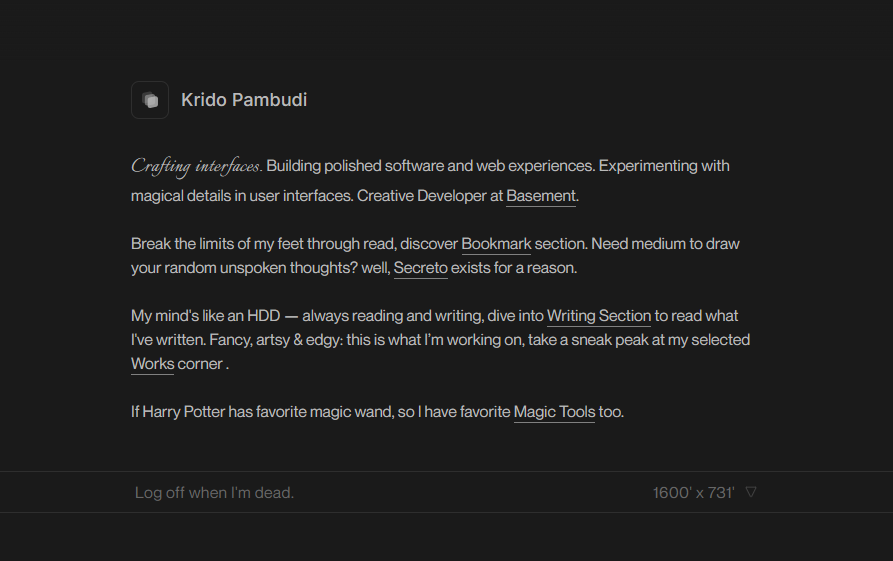 Krido Pambudi
Crafting interfaces. Building polished software and web experiences. Experimenting with
magical details in user interfaces. Creative Developer at Basement.
Break the limits of my feet through read, discover Bookmark section. Need medium to draw
your random unspoken thoughts? well, Secreto exists for a reason.
My mind's like an HDD — always reading and writing, dive into Writing Section to read what
I've written. Fancy, artsy & edgy: this is what I’m working on, take a sneak peak at my selected
Works corner .
If Harry Potter has favorite magic wand, so I have favorite Magic Tools too.
Log off when I'm dead.
1600' x 731'